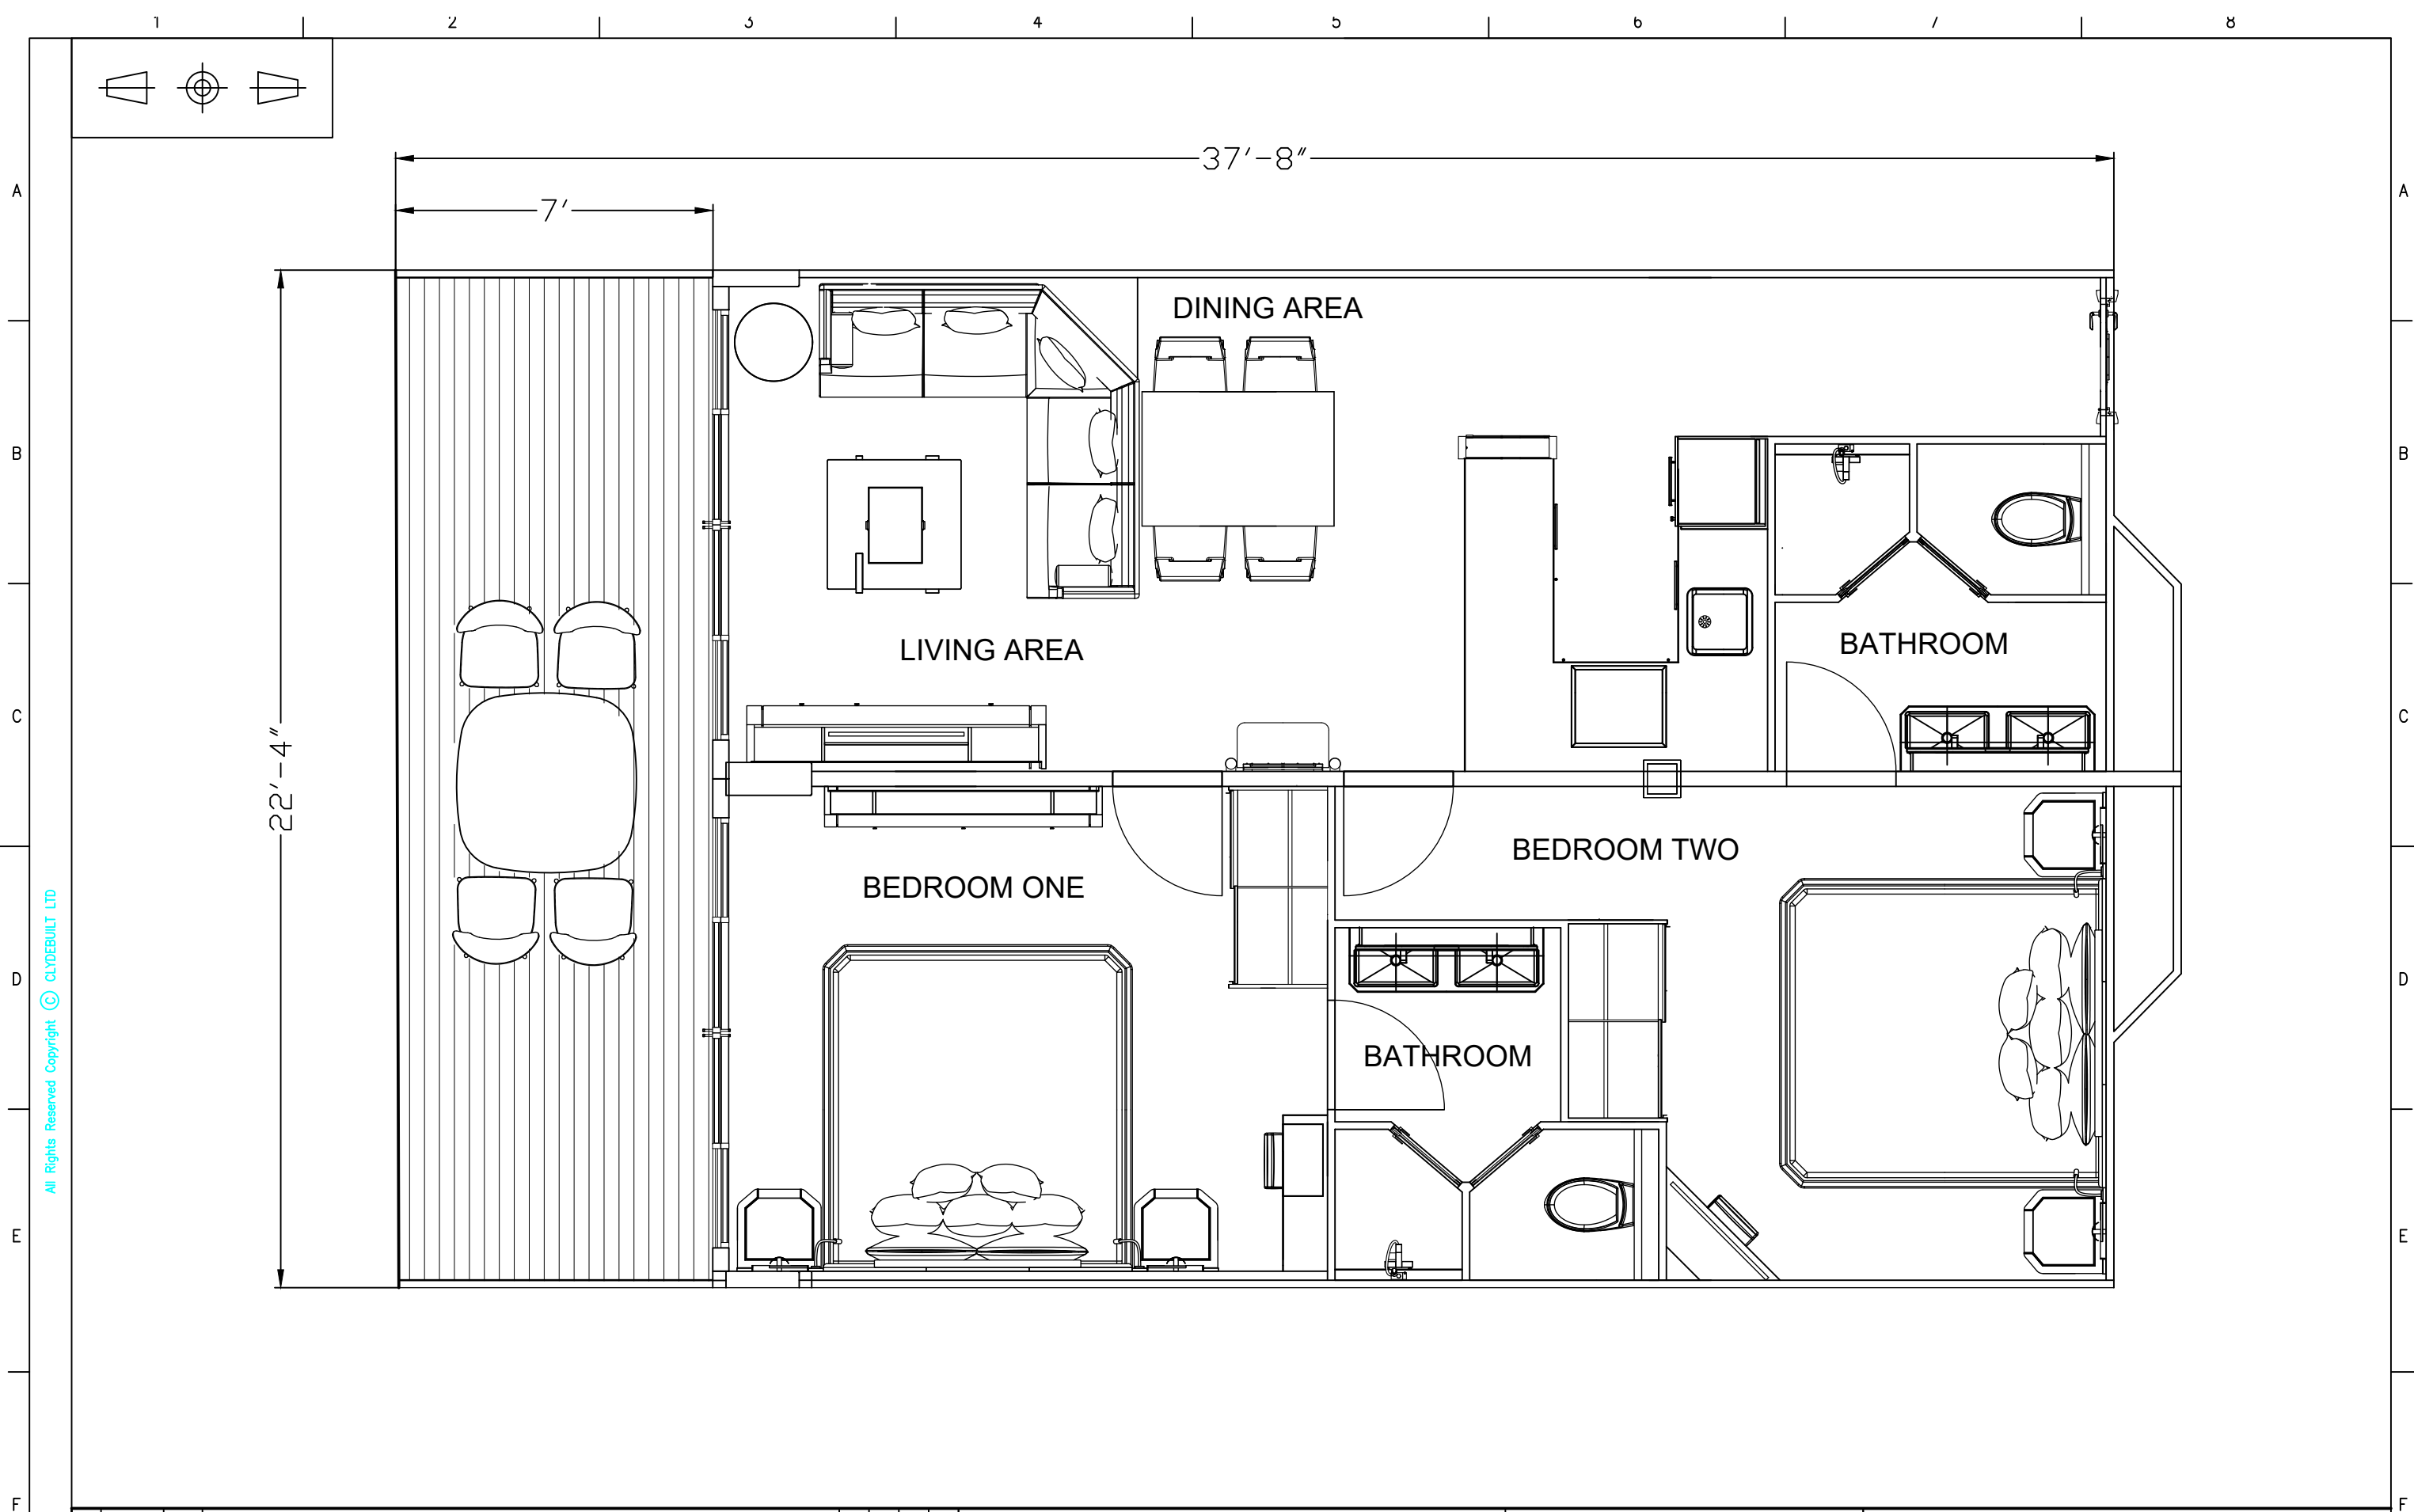 1 2 3 4 5 6 7 8
37'-8"
7'
A A
DINING AREA
B B
LIVING AREA
BATHROOM
C C
22'-4"
BEDROOM TWO
BEDROOM ONE
D D
BATHROOM
All Rights Reserved Copyright © CLYDEBUILT LTD
E E
F F